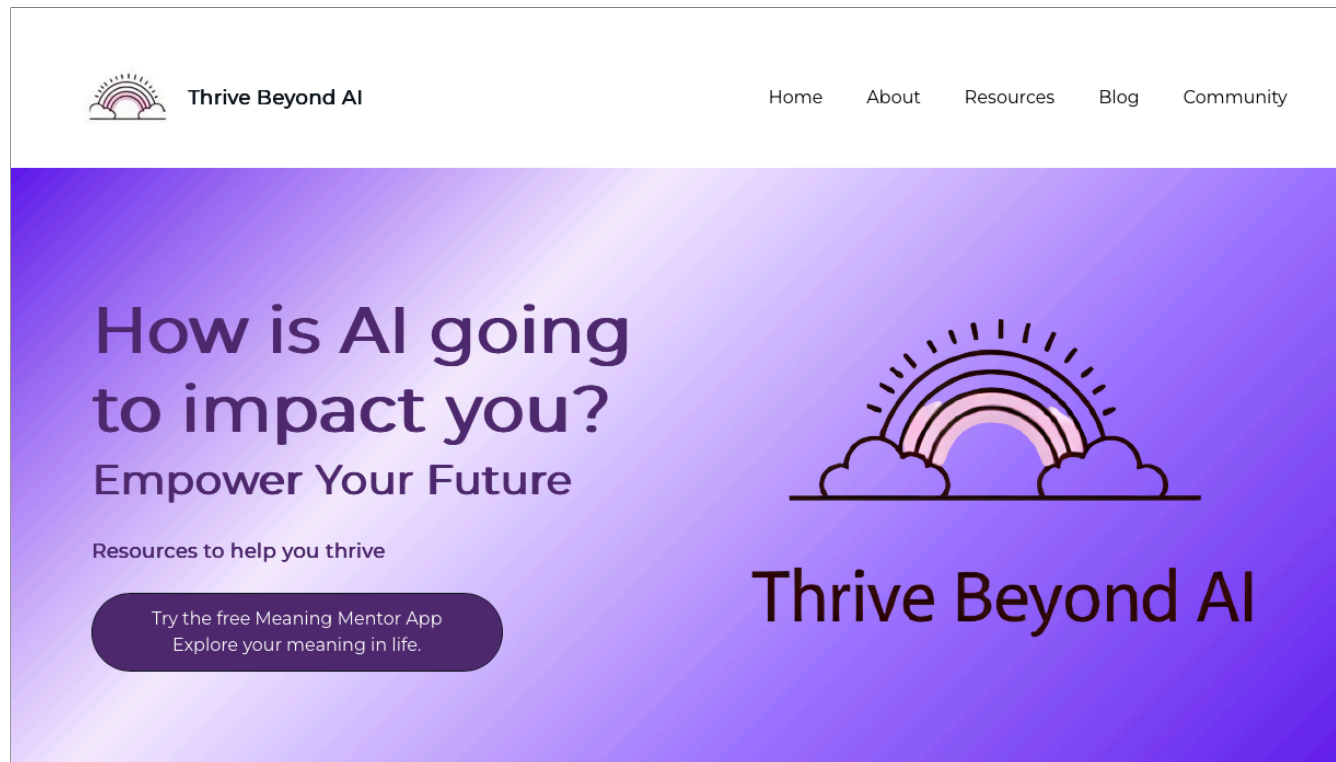 Thrive Beyond AI
Home
About
Resources
Blog
Community
How is AI going
to impact you?
Empower Your Future
Resources to help you thrive
Try the free Meaning Mentor App
Explore your meaning in life.
Thrive Beyond AI